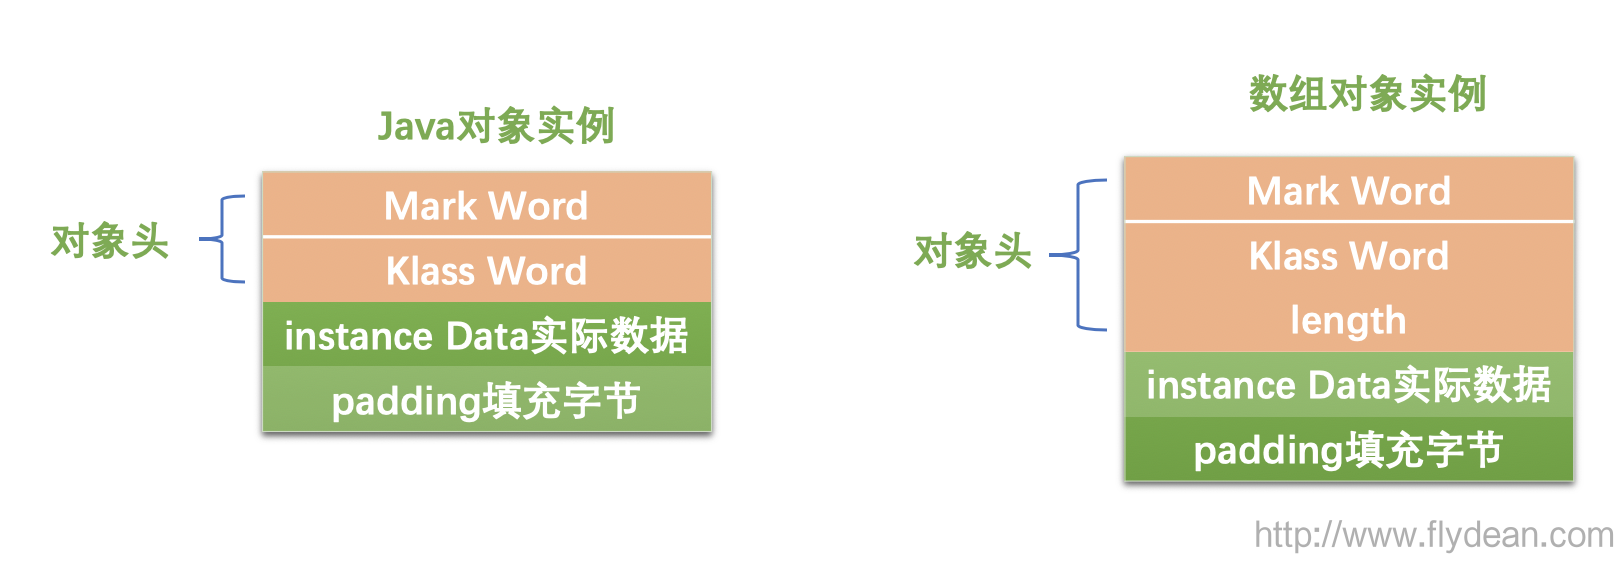 Java对象实例
对象头
Mark Word
Klass Word
instance Data实际数据
padding填充字节
数组对象实例
对象头
Mark Word
Klass Word
length
instance Data实际数据
padding填充字节
http://www.flydean.com